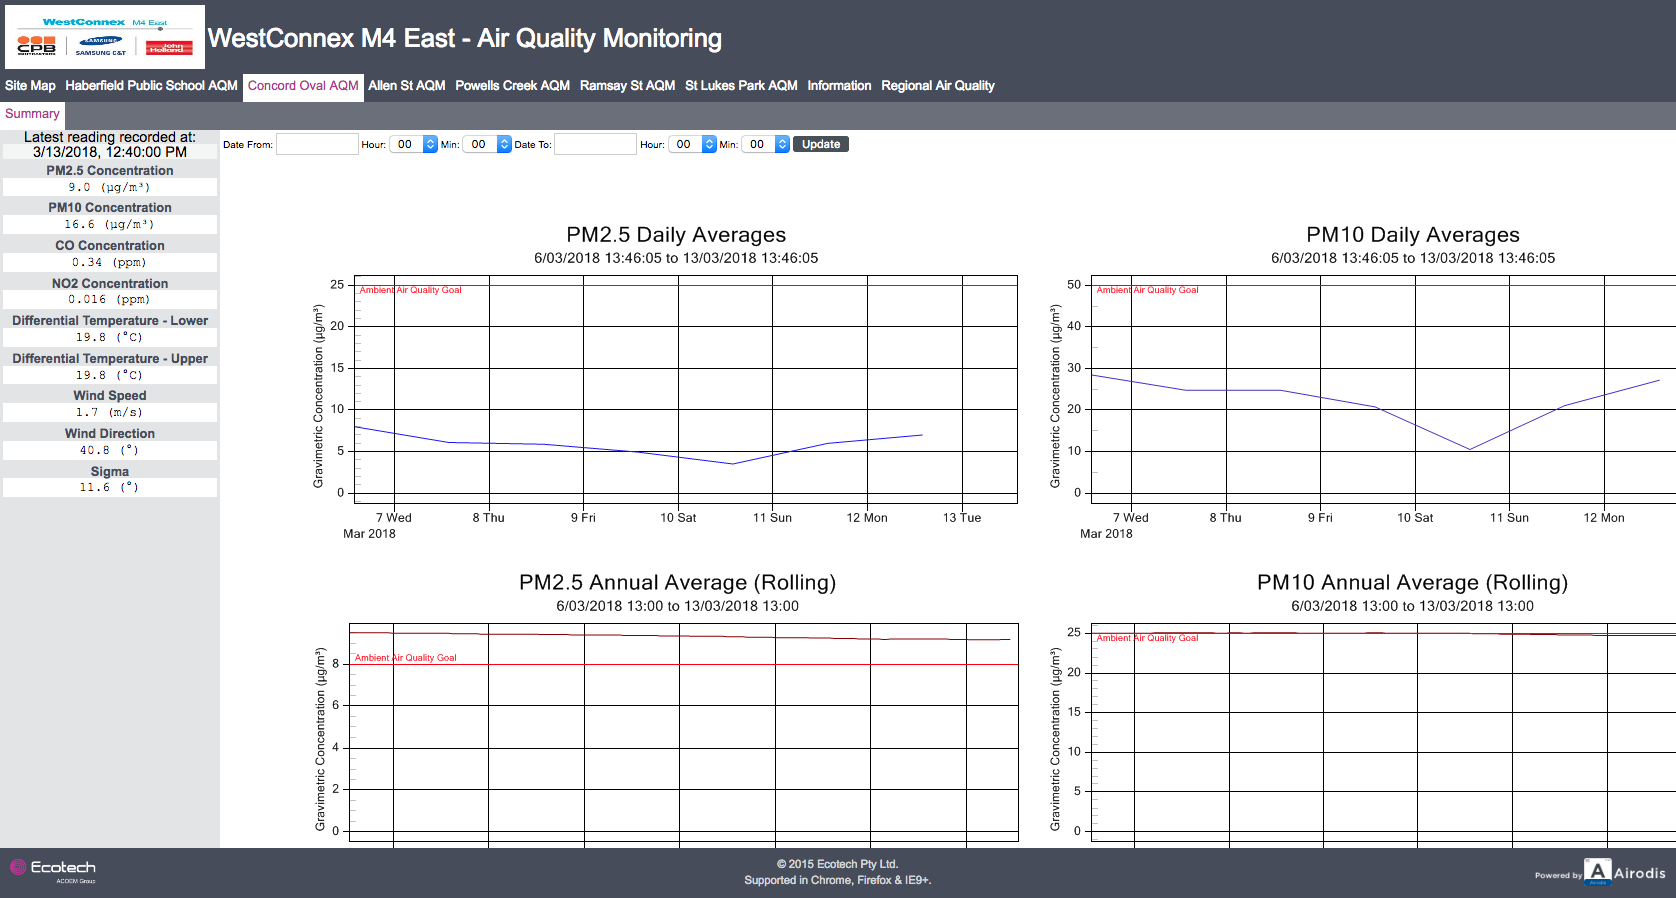 WestConnex M4 East
CPB
CONTRACTORS
SAMSUNG
SAMSUNG C&T
John
Holland
WestConnex M4 East - Air Quality Monitoring
Site Map Haberfield Public School AQM Concord Oval AQM Allen St AQM Powells Creek AQM Ramsay St AQM St Lukes Park AQM Information Regional Air Quality
Summary
Latest reading recorded at:
3/13/2018, 12:40:00 PM
PM2.5 Concentration
9.0 (µg/m³)
PM10 Concentration
16.6 (µg/m³)
CO Concentration
0.34 (ppm)
NO2 Concentration
0.016 (ppm)
Differential Temperature - Lower
19.8 (°C)
Differential Temperature - Upper
19.8 (°C)
Wind Speed
1.7 (m/s)
Wind Direction
40.8 (°)
Sigma
11.6 (°)
Date From: Hour: 00 Min: 00 Date To: Hour: 00 Min: 00 Update
PM2.5 Daily Averages
6/03/2018 13:46:05 to 13/03/2018 13:46:05
Gravimetric Concentration (µg/m³)
25
Ambient Air Quality Goal
20
15
10
5
0
7 Wed 8 Thu 9 Fri 10 Sat 11 Sun 12 Mon 13 Tue
Mar 2018
PM10 Daily Averages
6/03/2018 13:46:05 to 13/03/2018 13:46:05
Gravimetric Concentration (µg/m³)
50
Ambient Air Quality Goal
40
30
20
10
0
7 Wed 8 Thu 9 Fri 10 Sat 11 Sun 12 Mon
Mar 2018
PM2.5 Annual Average (Rolling)
6/03/2018 13:00 to 13/03/2018 13:00
Gravimetric Concentration (µg/m³)
Ambient Air Quality Goal
8
6
4
2
0
PM10 Annual Average (Rolling)
6/03/2018 13:00 to 13/03/2018 13:00
Gravimetric Concentration (µg/m³)
25
Ambient Air Quality Goal
20
15
10
5
0
Ecotech
ACOEM Group
© 2015 Ecotech Pty Ltd.
Supported in Chrome, Firefox & IE9+.
Powered by A Airodis
Airodis